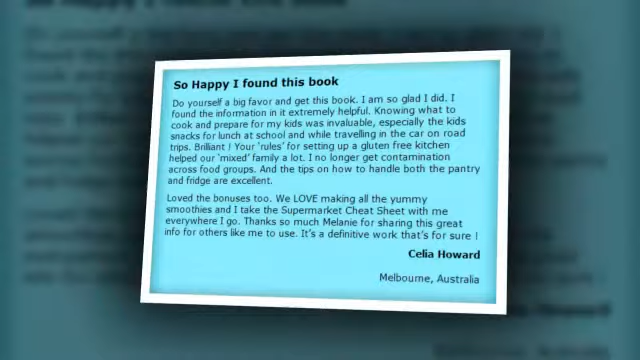 So Happy I found this book
Do yourself a big favor and get this book. I am so glad I did. I
found the information in it extremely helpful. Knowing what to
cook and prepare for my kids was invaluable, especially the kids
snacks for lunch at school and while travelling in the car on road
trips. Brilliant ! Your ‘rules’ for setting up a gluten free kitchen
helped our ‘mixed’ family a lot. I no longer get contamination
across food groups. And the tips on how to handle both the pantry
and fridge are excellent.
Loved the bonuses too. We LOVE making all the yummy
smoothies and I take the Supermarket Cheat Sheet with me
everywhere I go. Thanks so much Melanie for sharing this great
info for others like me to use. It’s a definitive work that’s for sure !
Celia Howard
Melbourne, Australia